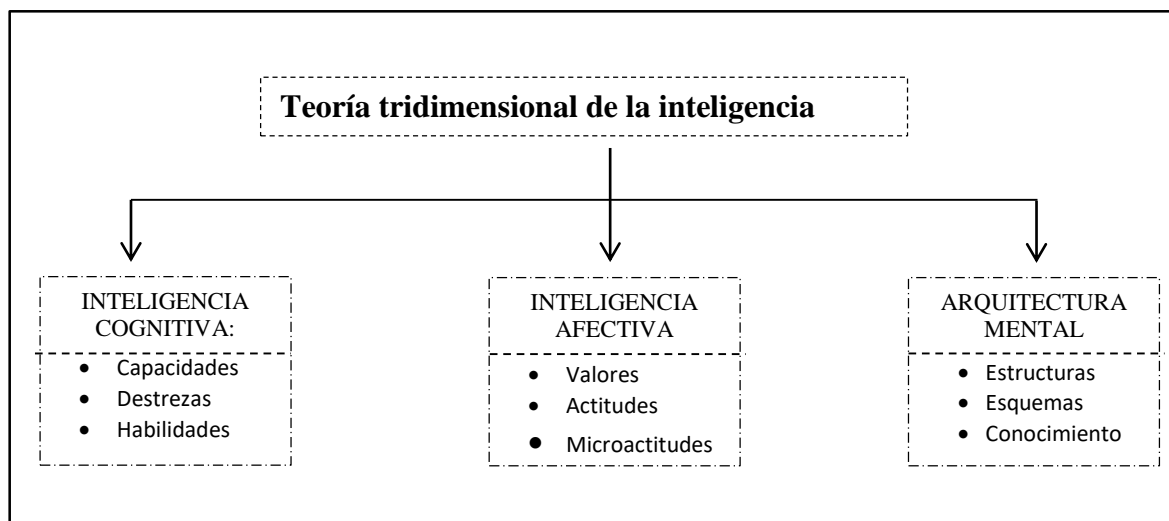 Teoría tridimensional de la inteligencia
INTELIGENCIA
COGNITIVA:
• Capacidades
• Destrezas
• Habilidades
INTELIGENCIA
AFECTIVA
• Valores
• Actitudes
• Microactitudes
ARQUITECTURA
MENTAL
• Estructuras
• Esquemas
• Conocimiento